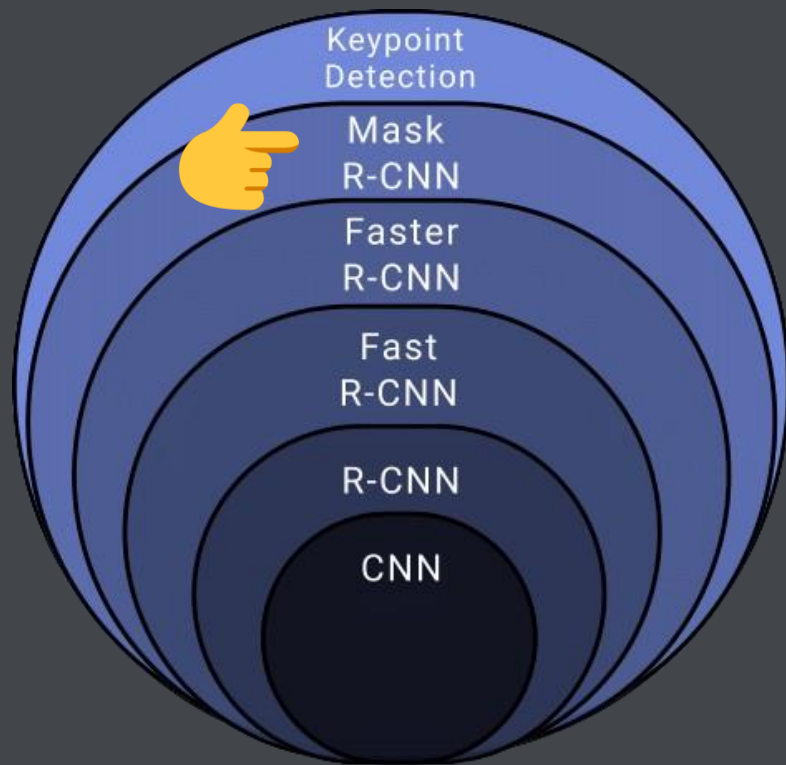 Keypoint
Detection
Mask
R-CNN
Faster
R-CNN
Fast
R-CNN
R-CNN
CNN